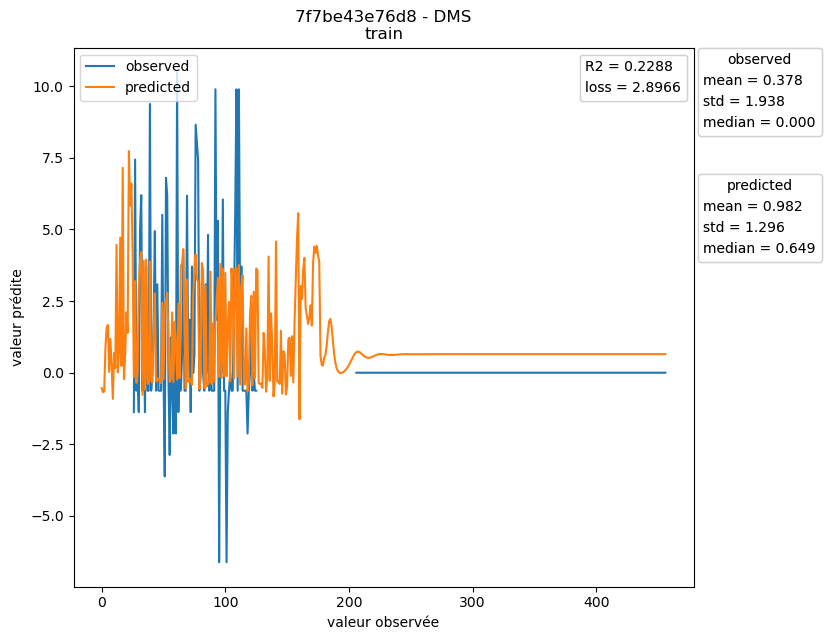 7f7be43e76d8 - DMS
train
observed
predicted
R2 = 0.2288
loss = 2.8966
observed
mean = 0.378
std = 1.938
median = 0.000
predicted
mean = 0.982
std = 1.296
median = 0.649
valeur prédite
10.0
7.5
5.0
2.5
0.0
−2.5
−5.0
0
100
200
300
400
valeur observée